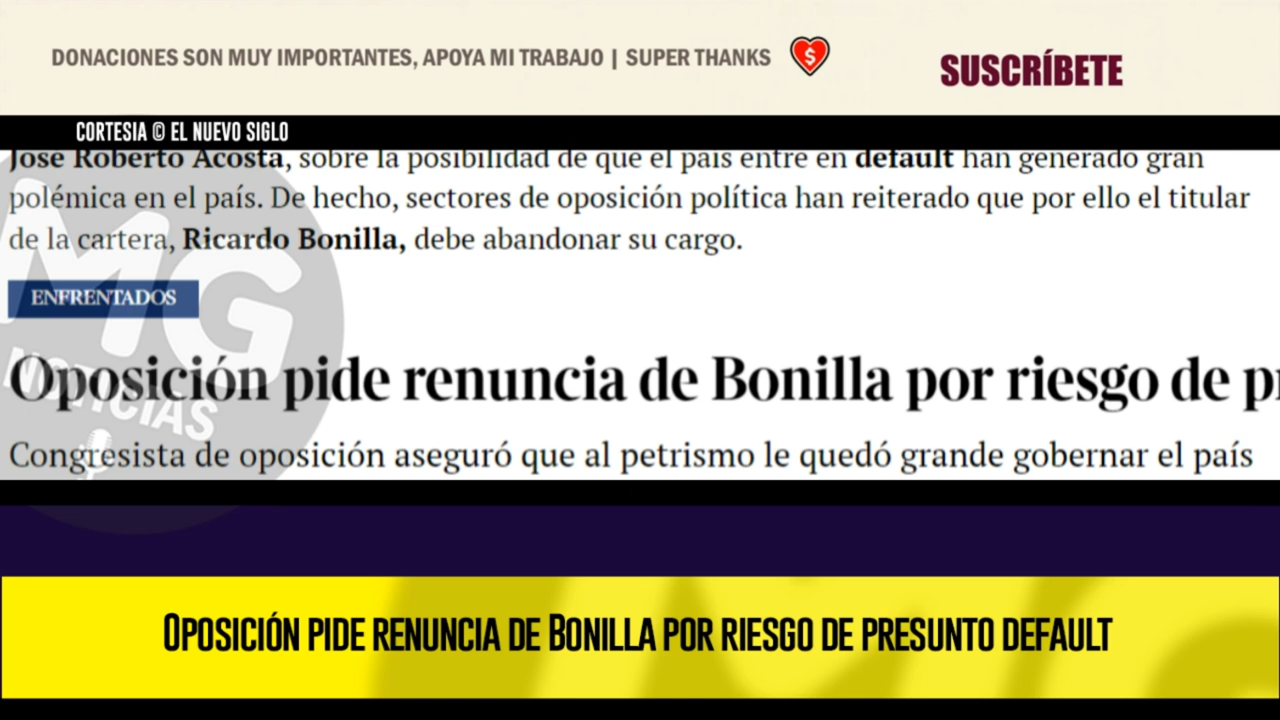 DONACIONES SON MUY IMPORTANTES, APOYA MI TRABAJO | SUPER THANKS
SUSCRÍBETE
CORTESIA © EL NUEVO SIGLO
José Roberto Acosta, sobre la posibilidad de que el país entre en default han generado gran
polémica en el país. De hecho, sectores de oposición política han reiterado que por ello el titular
de la cartera, Ricardo Bonilla, debe abandonar su cargo.
ENFRENTADOS
Oposición pide renuncia de Bonilla por riesgo de
Congresista de oposición aseguró que al petrismo le quedó grande gobernar el país
MG
NOTICIAS
OPOSICIÓN PIDE RENUNCIA DE BONILLA POR RIESGO DE PRESUNTO DEFAULT